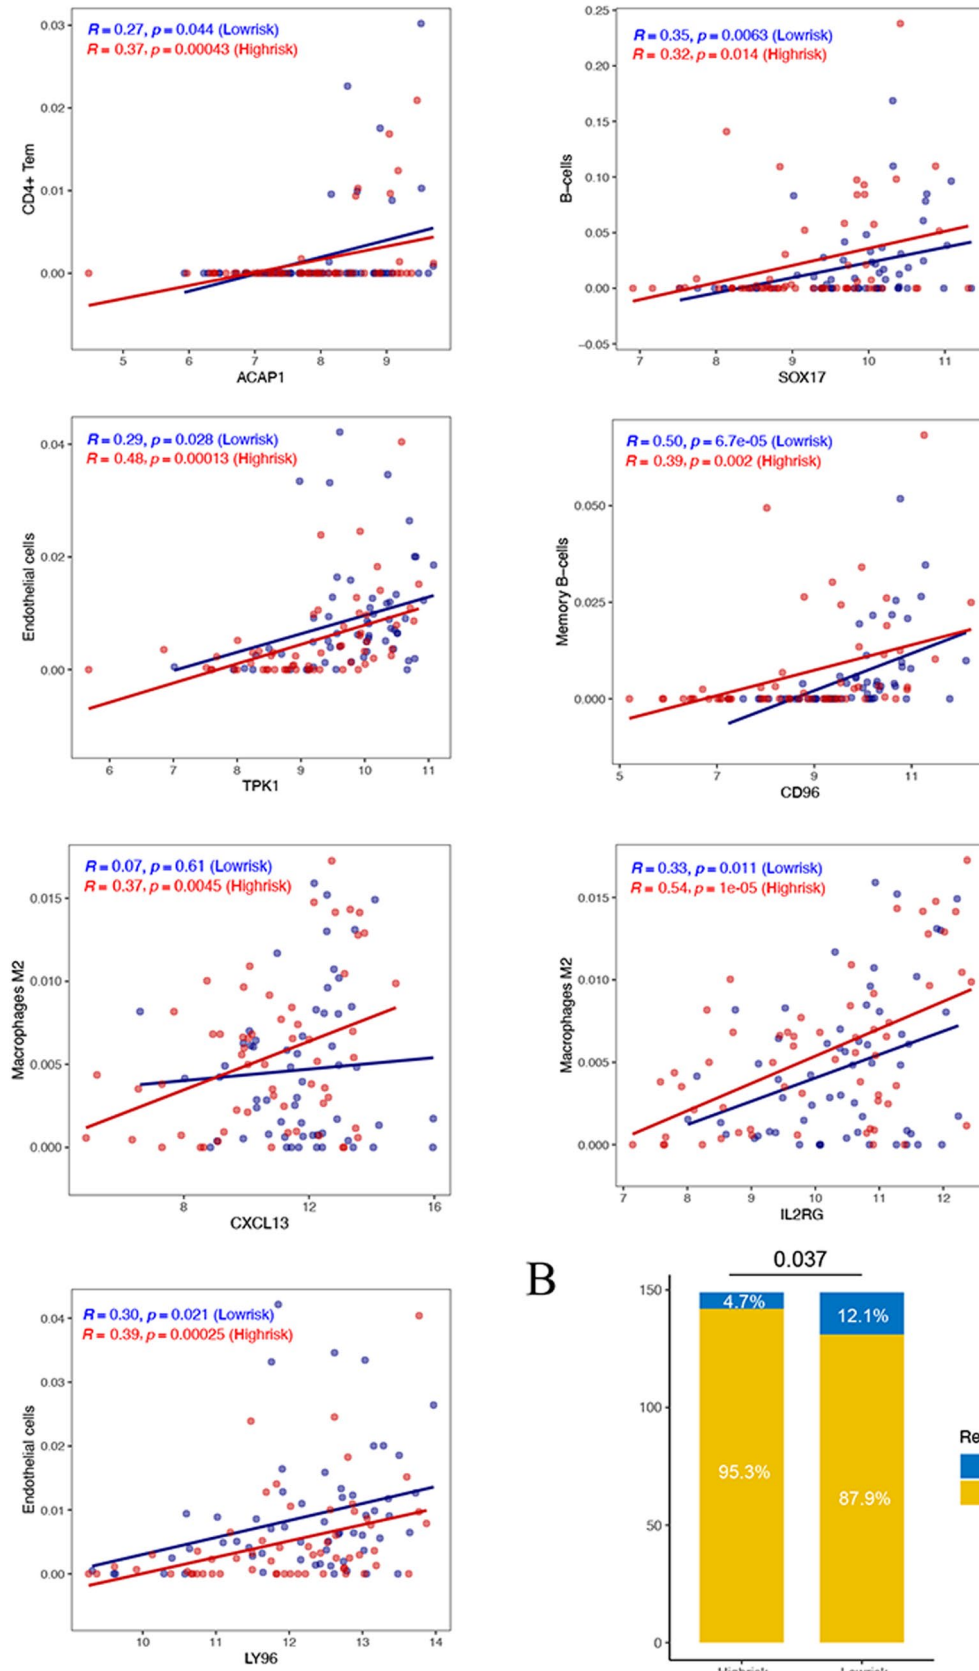 R = 0.27, p = 0.044 (Lowrisk)
R = 0.37, p = 0.00043 (Highrisk)
CD4+ Tem
0.03
0.02
0.01
0.00
5 6 7 8 9
ACAP1
R = 0.35, p = 0.0063 (Lowrisk)
R = 0.32, p = 0.014 (Highrisk)
B-cells
0.25
0.20
0.15
0.10
0.05
0.00
-0.05
7 8 9 10 11
SOX17
R = 0.29, p = 0.028 (Lowrisk)
R = 0.48, p = 0.00013 (Highrisk)
Endothelial cells
0.04
0.02
0.00
6 7 8 9 10 11
TPK1
R = 0.50, p = 6.7e-05 (Lowrisk)
R = 0.39, p = 0.002 (Highrisk)
Memory B-cells
0.050
0.025
0.000
5 7 9 11
CD96
R = 0.07, p = 0.61 (Lowrisk)
R = 0.37, p = 0.0045 (Highrisk)
Macrophages M2
0.015
0.010
0.005
0.000
8 12 16
CXCL13
R = 0.33, p = 0.011 (Lowrisk)
R = 0.54, p = 1e-05 (Highrisk)
Macrophages M2
0.015
0.010
0.005
0.000
7 8 9 10 11 12
IL2RG
R = 0.30, p = 0.021 (Lowrisk)
R = 0.39, p = 0.00025 (Highrisk)
Endothelial cells
0.04
0.03
0.02
0.01
0.00
10 11 12 13 14
LY96
B
0.037
150
100
50
0
4.7%
12.1%
95.3%
87.9%
Re
Highrisk Lowrisk